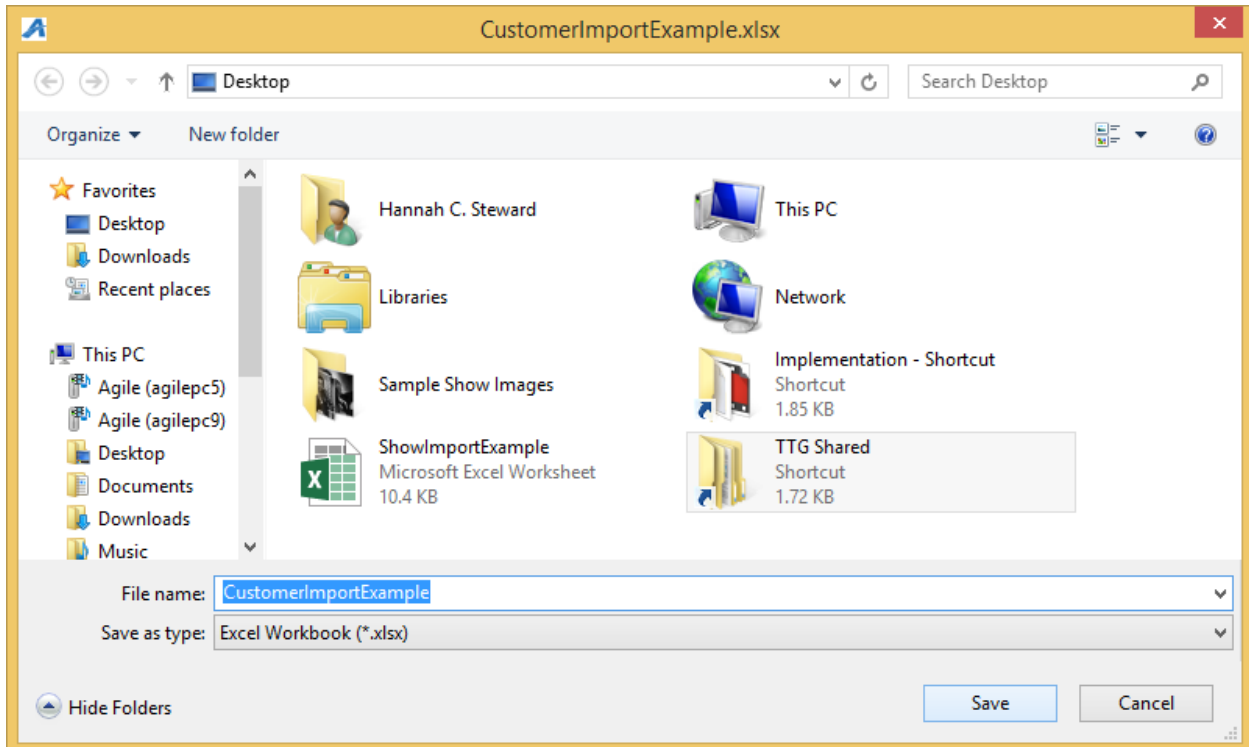 CustomerImportExample.xlsx
Desktop
Search Desktop
Organize
New folder
Favorites
Desktop
Downloads
Recent places
This PC
Agile (agilepc5)
Agile (agilepc9)
Desktop
Documents
Downloads
Music
Hannah C. Steward
This PC
Libraries
Network
Sample Show Images
Implementation - Shortcut
Shortcut
1.85 KB
ShowImportExample
Microsoft Excel Worksheet
10.4 KB
TTG Shared
Shortcut
1.72 KB
File name: CustomerImportExample
Save as type: Excel Workbook (*.xlsx)
Hide Folders
Save
Cancel